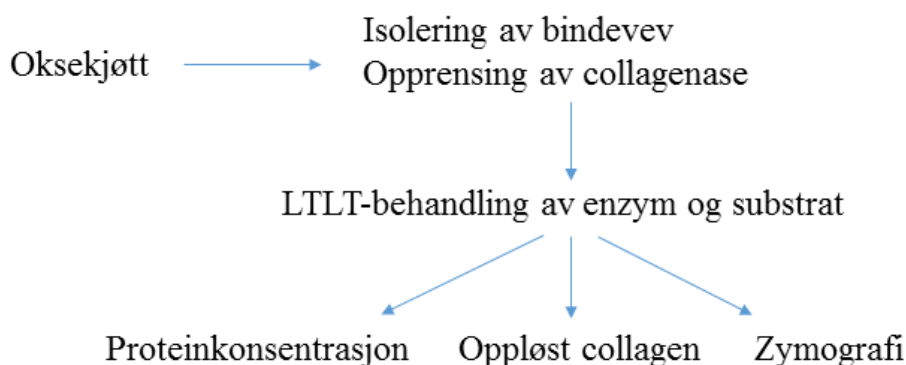 Isolering av bindevev
Oksekjøtt
Opprensing av collagenase
LTLT-behandling av enzym og substrat
Proteinkonsentrasjon
Oppløst collagen
Zymografi